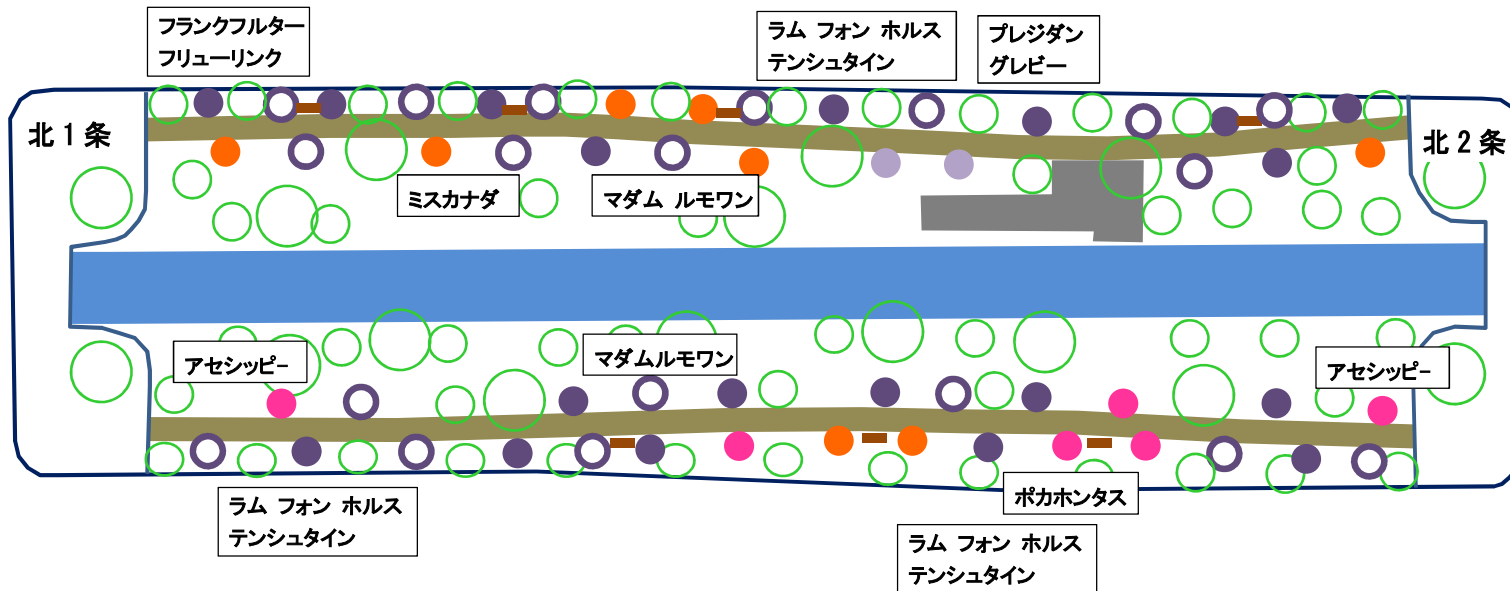 フランクフルター
フリューリンク
ラム フォン ホルス
テンシュタイン
プレジダン
グレビー
北1条
北2条
ミスカナダ
マダム ルモワン
マダムルモワン
アセシッピー
アセシッピー
ラム フォン ホルス
テンシュタイン
ポカホンタス
ラム フォン ホルス
テンシュタイン